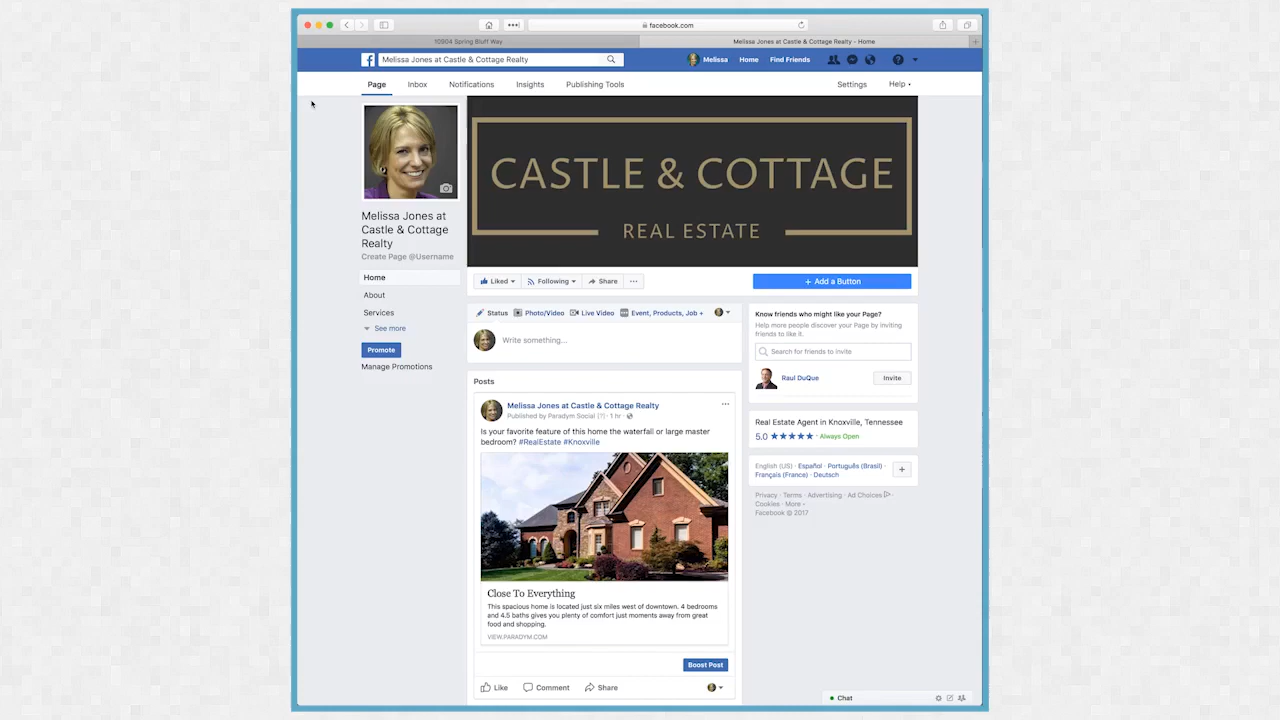 facebook.com
10904 Spring Bluff Way
Melissa Jones at Castle & Cottage Realty - Home
Melissa Jones at Castle & Cottage Realty
Melissa
Home
Find Friends
Page
Inbox
Notifications
Insights
Publishing Tools
Settings
Help
CASTLE & COTTAGE
REAL ESTATE
Melissa Jones at
Castle & Cottage
Realty
Create Page @Username
Home
About
Services
See more
Promote
Manage Promotions
Liked
Following
Share
+ Add a Button
Status
Photo/Video
Live Video
Event, Products, Job +
Write something...
Posts
Melissa Jones at Castle & Cottage Realty
Published by Paradym Social [?] · 1 hr ·
Is your favorite feature of this home the waterfall or large master
bedroom? #RealEstate #Knoxville
Close To Everything
This spacious home is located just six miles west of downtown. 4 bedrooms
and 4.5 baths gives you plenty of comfort just moments away from great
food and shopping.
VIEW.PARADYM.COM
Boost Post
Like
Comment
Share
Know friends who might like your Page?
Help more people discover your Page by inviting
friends to like it.
Search for friends to invite
Raul DuQue
Invite
Real Estate Agent in Knoxville, Tennessee
5.0 ★★★★★ · Always Open
English (US) · Español · Português (Brasil) ·
Français (France) · Deutsch
Privacy · Terms · Advertising · Ad Choices ·
Cookies · More
Facebook © 2017
Chat